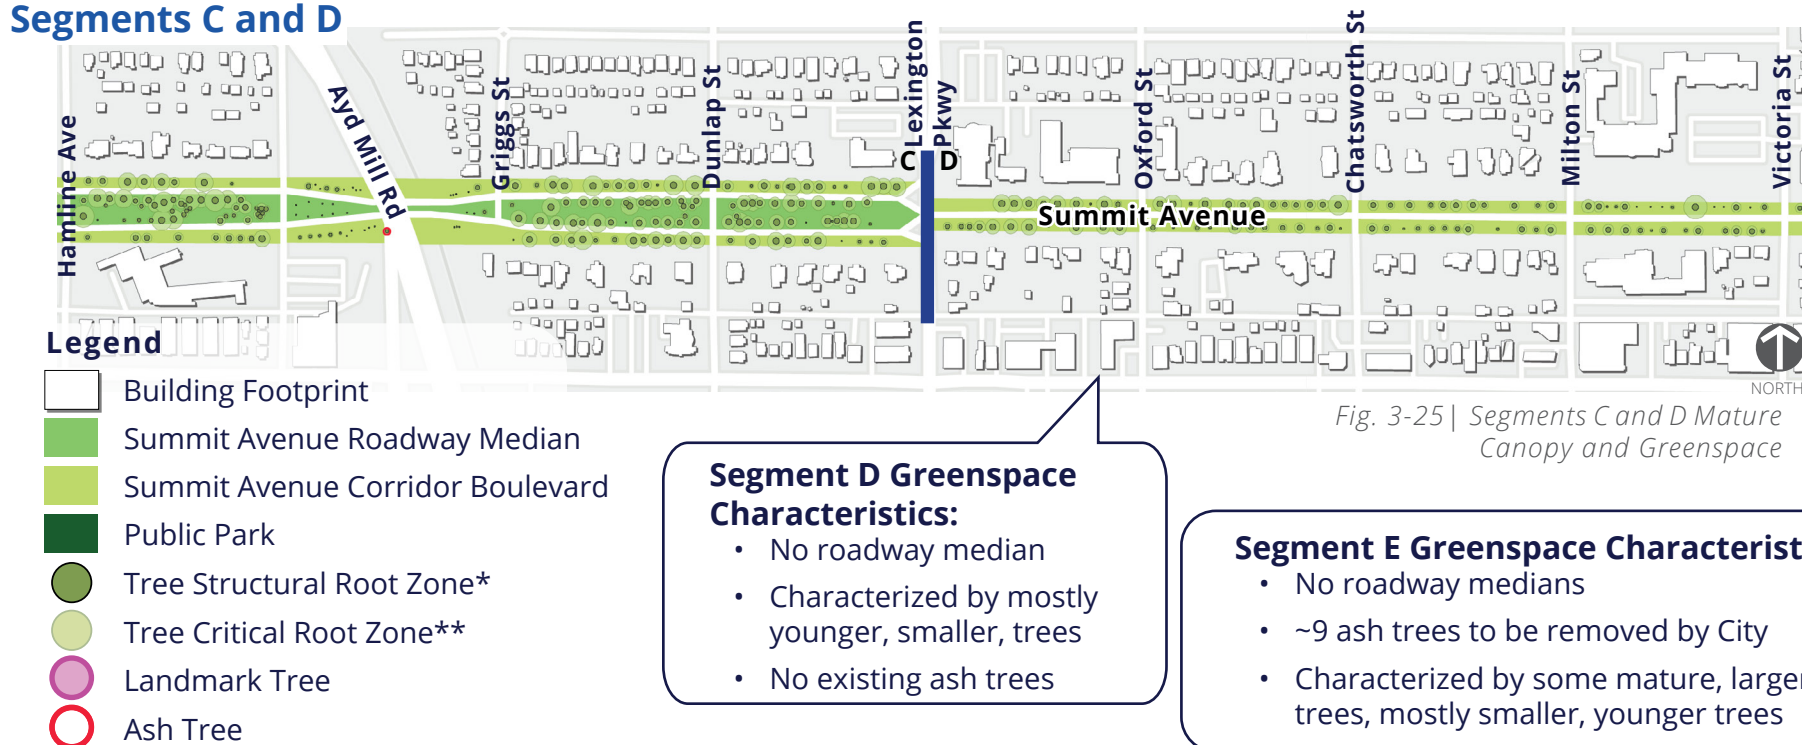 Segments C and D
Hamline Ave
Ayd Mill Rd
Griggs St
Dunlap St
Lexington
Pkwy
C D
Oxford St
Chatsworth St
Milton St
Victoria St
Summit Avenue
NORTH
Fig. 3-25| Segments C and D Mature
Canopy and Greenspace
Legend
Building Footprint
Summit Avenue Roadway Median
Summit Avenue Corridor Boulevard
Public Park
Tree Structural Root Zone*
Tree Critical Root Zone**
Landmark Tree
Ash Tree
Segment D Greenspace
Characteristics:
• No roadway median
• Characterized by mostly
younger, smaller, trees
• No existing ash trees
Segment E Greenspace Characterist
• No roadway medians
• ~9 ash trees to be removed by City
• Characterized by some mature, larger
trees, mostly smaller, younger trees